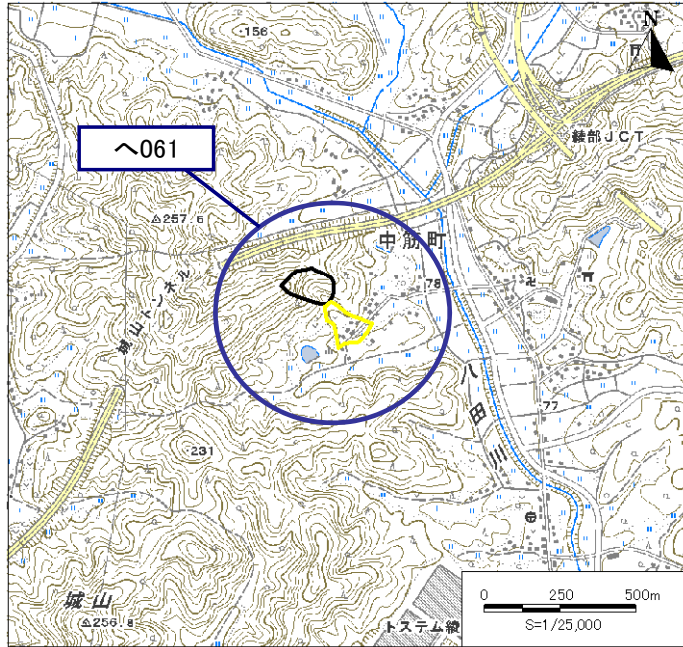 ・156
N
綾部JCT
へ061
△257.6
中筋町
78
城山トンネル
八田川
77
・231
城山
△256.8
トステム綾
0 250 500m
S=1/25,000